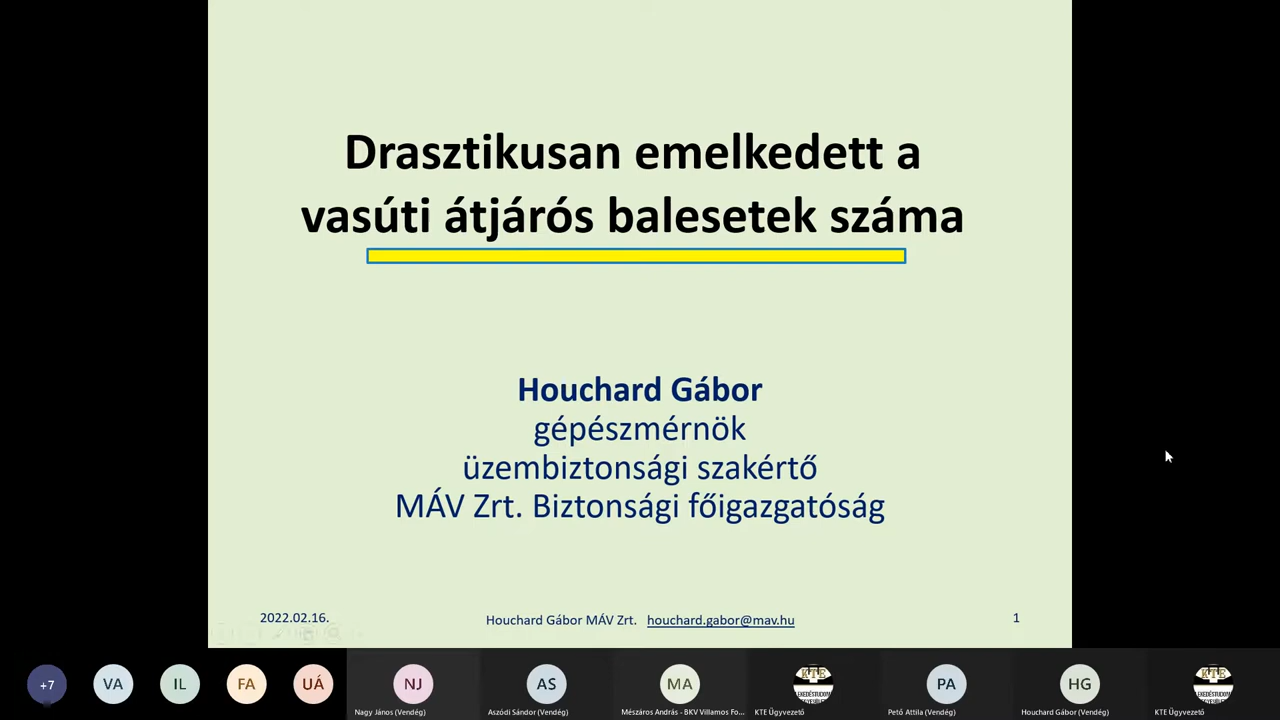 Drasztikusan emelkedett a
vasúti átjárós balesetek száma
Houchard Gábor
gépészmérnök
üzembiztonsági szakértő
MÁV Zrt. Biztonsági főigazgatóság
2022.02.16.
Houchard Gábor MÁV Zrt. houchard.gabor@mav.hu
1
+7
VA
IL
FA
UÁ
NJ
AS
MA
KTE
PA
HG
KTE
Nagy János (Vendég)
Aszódi Sándor (Vendég)
Mészáros András - BKV Villamos Fo...
KTE Ügyvezető
Pető Attila (Vendég)
Houchard Gábor (Vendég)
KTE Ügyvezető